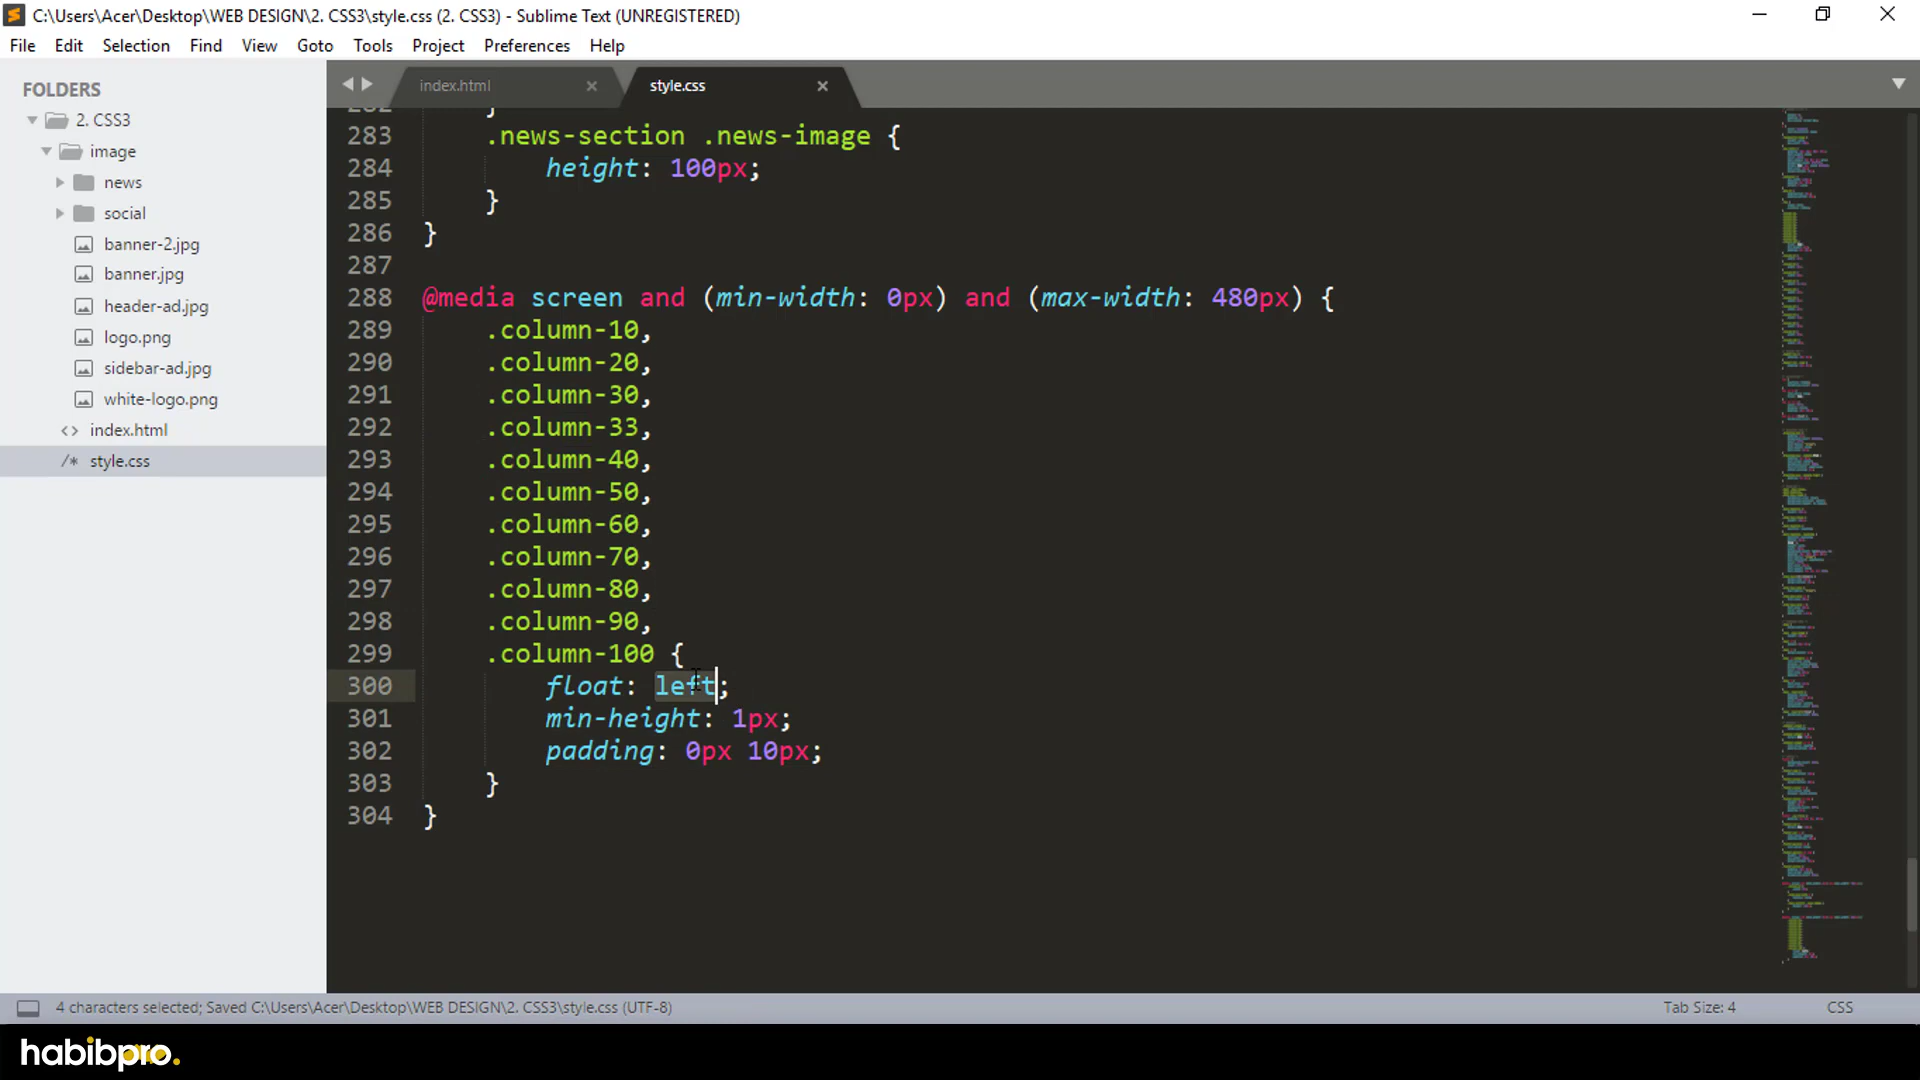 C:\Users\Acer\Desktop\WEB DESIGN\2. CSS3\style.css (2. CSS3) - Sublime Text (UNREGISTERED)
File Edit Selection Find View Goto Tools Project Preferences Help
FOLDERS
2. CSS3
image
news
social
banner-2.jpg
banner.jpg
header-ad.jpg
logo.png
sidebar-ad.jpg
white-logo.png
index.html
style.css
index.html
style.css
282 }
283 .news-section .news-image {
284 height: 100px;
285 }
286 }
287
288 @media screen and (min-width: 0px) and (max-width: 480px) {
289 .column-10,
290 .column-20,
291 .column-30,
292 .column-33,
293 .column-40,
294 .column-50,
295 .column-60,
296 .column-70,
297 .column-80,
298 .column-90,
299 .column-100 {
300 float: left;
301 min-height: 1px;
302 padding: 0px 10px;
303 }
304 }
4 characters selected; Saved C:\Users\Acer\Desktop\WEB DESIGN\2. CSS3\style.css (UTF-8)
Tab Size: 4
CSS
habibpro.